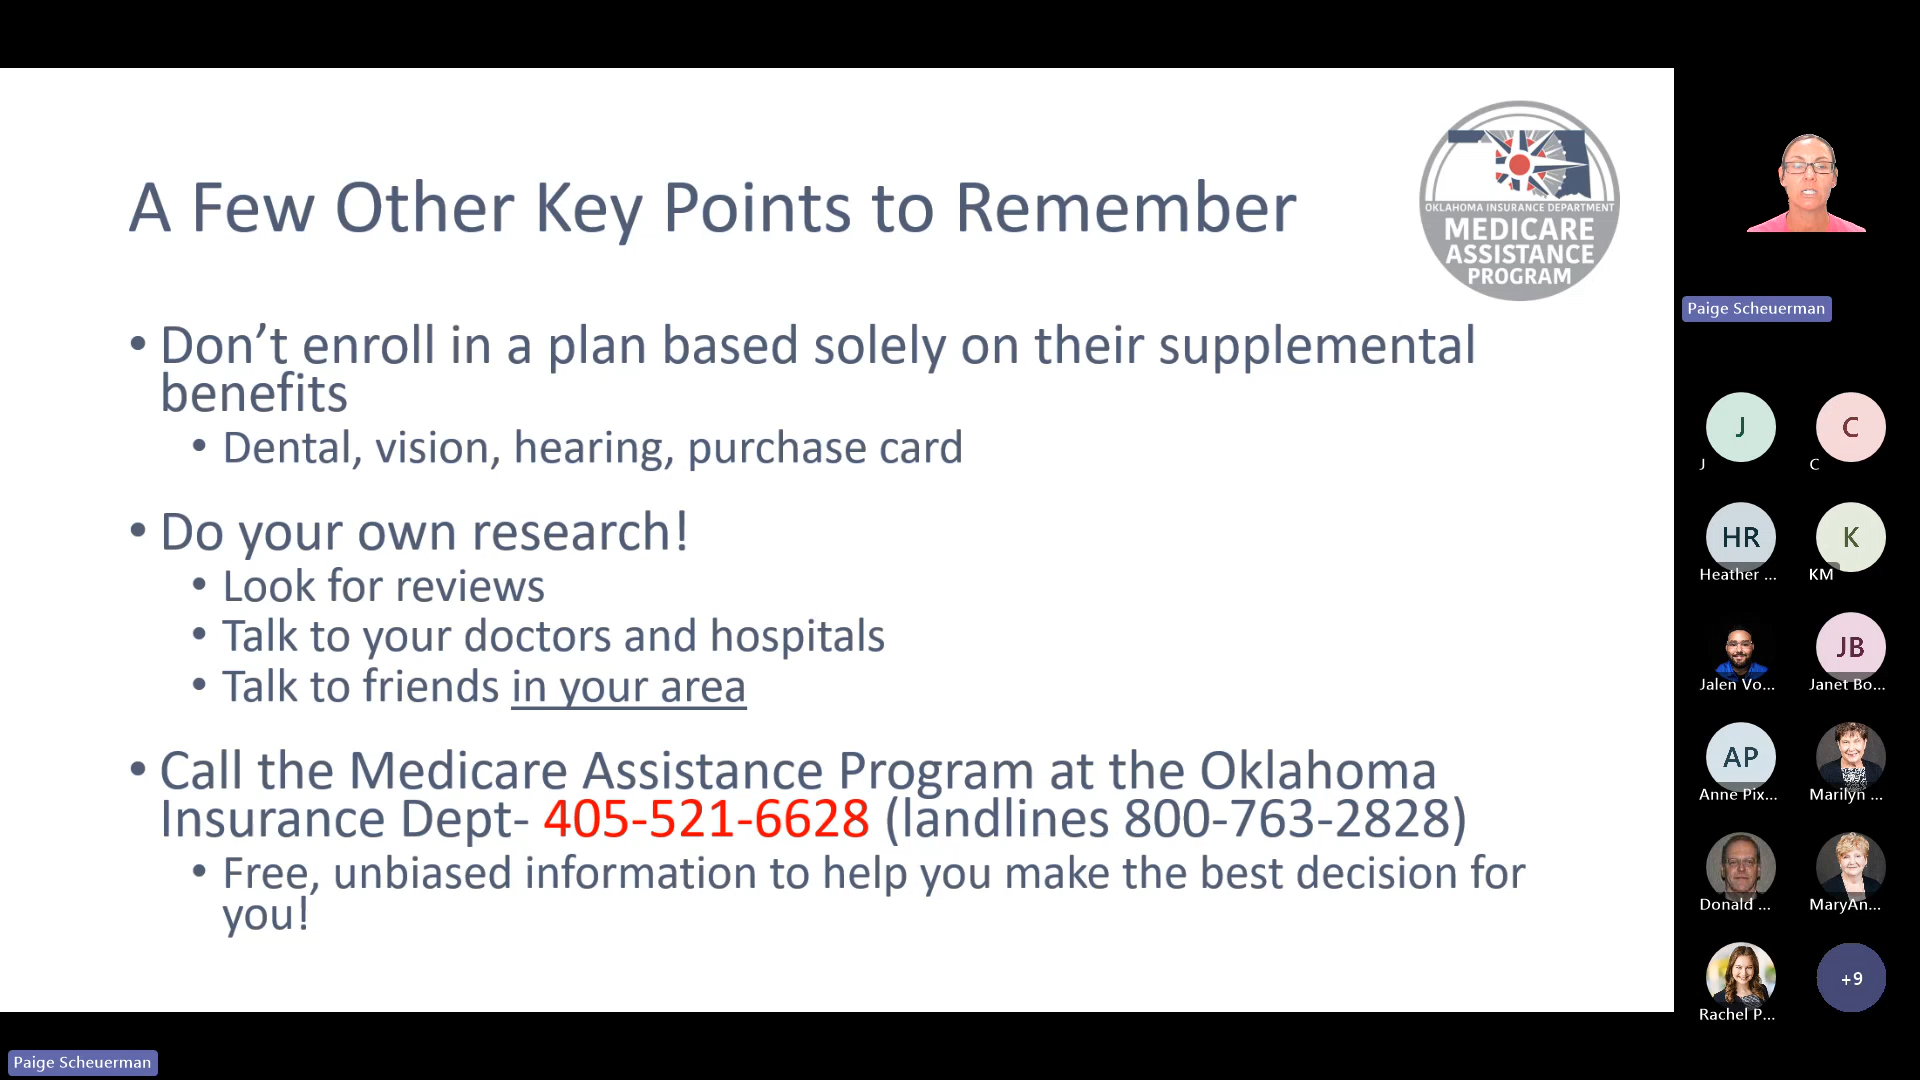 A Few Other Key Points to Remember
OKLAHOMA INSURANCE DEPARTMENT
MEDICARE
ASSISTANCE
PROGRAM
• Don’t enroll in a plan based solely on their supplemental
benefits
• Dental, vision, hearing, purchase card
• Do your own research!
• Look for reviews
• Talk to your doctors and hospitals
• Talk to friends in your area
• Call the Medicare Assistance Program at the Oklahoma
Insurance Dept- 405-521-6628 (landlines 800-763-2828)
• Free, unbiased information to help you make the best decision for
you!
Paige Scheuerman
J
C
J
C
HR
K
Heather ...
KM
JB
Jalen Vo...
Janet Bo...
AP
Anne Pix...
Marilyn ...
Donald ...
MaryAn...
+9
Rachel P...
Paige Scheuerman